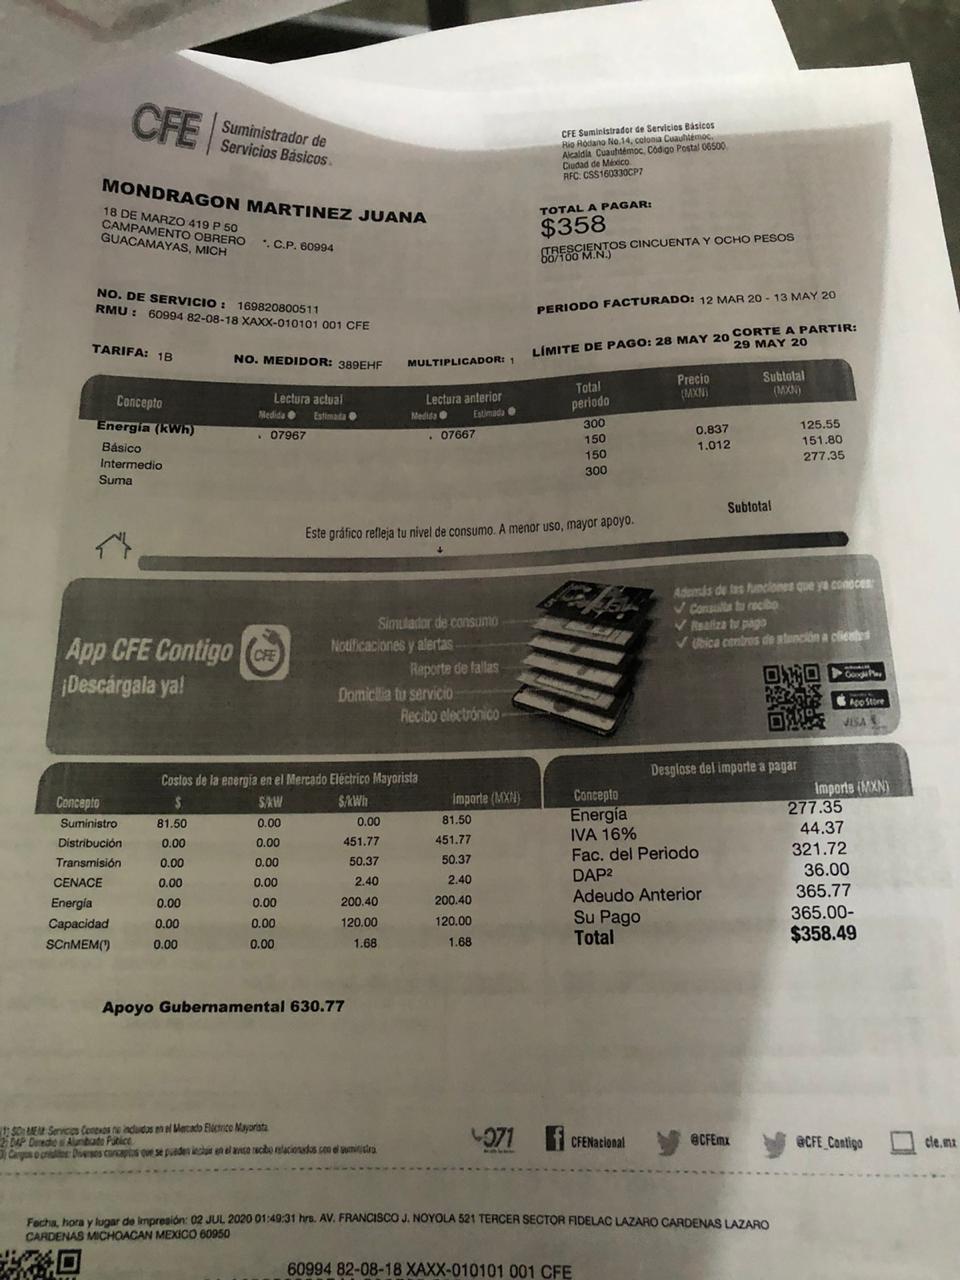 CFE
Suministrador de
Servicios Básicos.
CFE Suministrador de Servicios Básicos
Río Ródano No.14, colonia Cuauhtémoc,
Alcaldía Cuauhtémoc, Código Postal 06500.
Ciudad de México.
RFC: CSS160330CP7
MONDRAGON MARTINEZ JUANA
18 DE MARZO 419 P 50
CAMPAMENTO OBRERO *. C.P. 60994
GUACAMAYAS, MICH
TOTAL A PAGAR:
$358
(TRESCIENTOS CINCUENTA Y OCHO PESOS
00/100 M.N.)
NO. DE SERVICIO : 169820800511
RMU : 60994 82-08-18 XAXX-010101 001 CFE
PERIODO FACTURADO: 12 MAR 20 - 13 MAY 20
TARIFA: 1B NO. MEDIDOR: 389EHF MULTIPLICADOR: 1
LÍMITE DE PAGO: 28 MAY 20 CORTE A PARTIR:
29 MAY 20
Concepto Lectura actual Lectura anterior Total periodo Precio (MXN) Subtotal (MXN)
Medida Estimada Medida Estimada
Energía (kWh) . 07967 . 07667 300
Básico 150 0.837 125.55
Intermedio 150 1.012 151.80
Suma 300 277.35
Subtotal
Este gráfico refleja tu nivel de consumo. A menor uso, mayor apoyo.
App CFE Contigo
CFE
¡Descárgala ya!
Simulador de consumo
Notificaciones y alertas
Reporte de fallas
Domicilia tu servicio
Recibo electrónico
Además de las funciones que ya conoces:
✓ Consulta tu recibo
✓ Realiza tu pago
✓ Ubica centros de atención a clientes
Google Play
App Store
VISA
Costos de la energía en el Mercado Eléctrico Mayorista
Concepto $ $/kW $/kWh Importe (MXN)
Suministro 81.50 0.00 0.00 81.50
Distribución 0.00 0.00 451.77 451.77
Transmisión 0.00 0.00 50.37 50.37
CENACE 0.00 0.00 2.40 2.40
Energía 0.00 0.00 200.40 200.40
Capacidad 0.00 0.00 120.00 120.00
SCnMEM(¹) 0.00 0.00 1.68 1.68
Desglose del importe a pagar
Concepto Importe (MXN)
Energía 277.35
IVA 16% 44.37
Fac. del Periodo 321.72
DAP² 36.00
Adeudo Anterior 365.77
Su Pago 365.00-
Total $358.49
Apoyo Gubernamental 630.77
(1) SCnMEM: Servicios Conexos no incluidos en el Mercado Eléctrico Mayorista.
2) DAP: Derecho al Alumbrado Público.
3) Cargos o créditos: Diversos conceptos que se pueden incluir en el aviso recibo relacionados con el suministro.
071
CFENacional
@CFEmx
@CFE_Contigo
cfe.mx
Fecha, hora y lugar de impresión: 02 JUL 2020 01:49:31 hrs. AV. FRANCISCO J. NOYOLA 521 TERCER SECTOR FIDELAC LAZARO CARDENAS LAZARO
CARDENAS MICHOACAN MEXICO 60950
60994 82-08-18 XAXX-010101 001 CFE